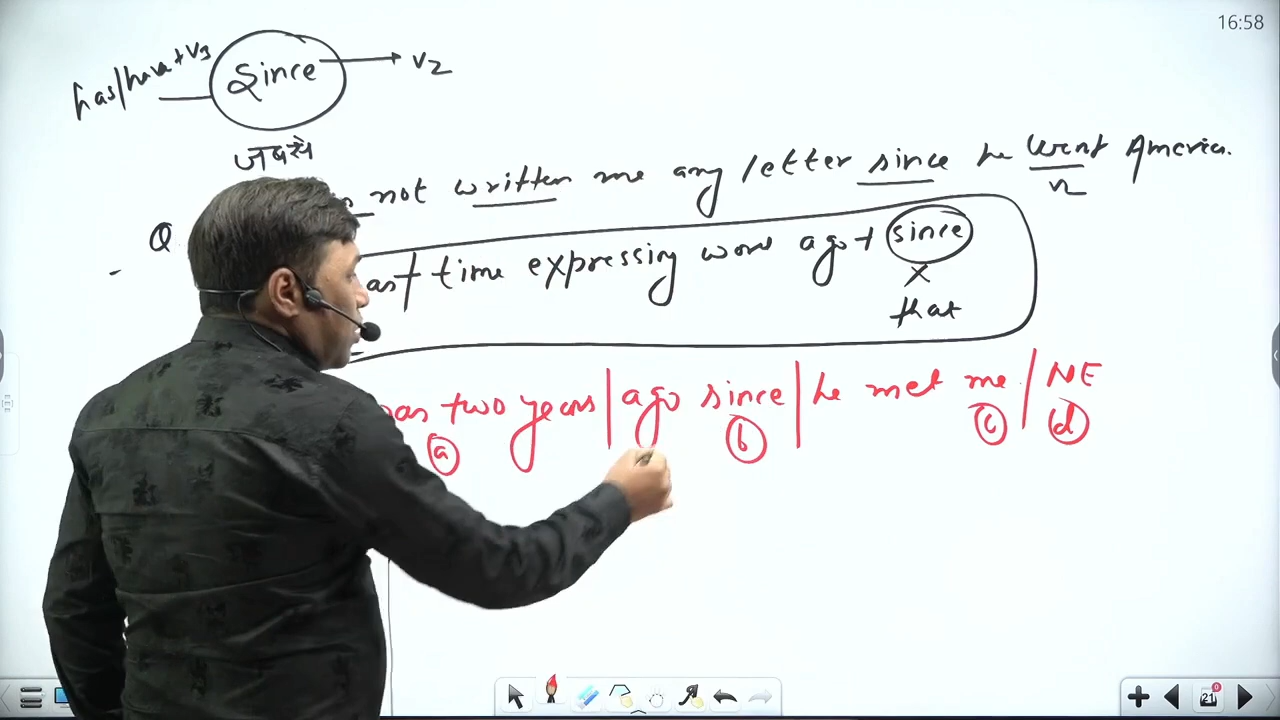 16:58
has/have+V3 Since → V2
जबसे
Q not written me any letter since he went America.
V2
time expressing word ago + since
×
that
two years | ago since | he met me | NE
a b c d
21